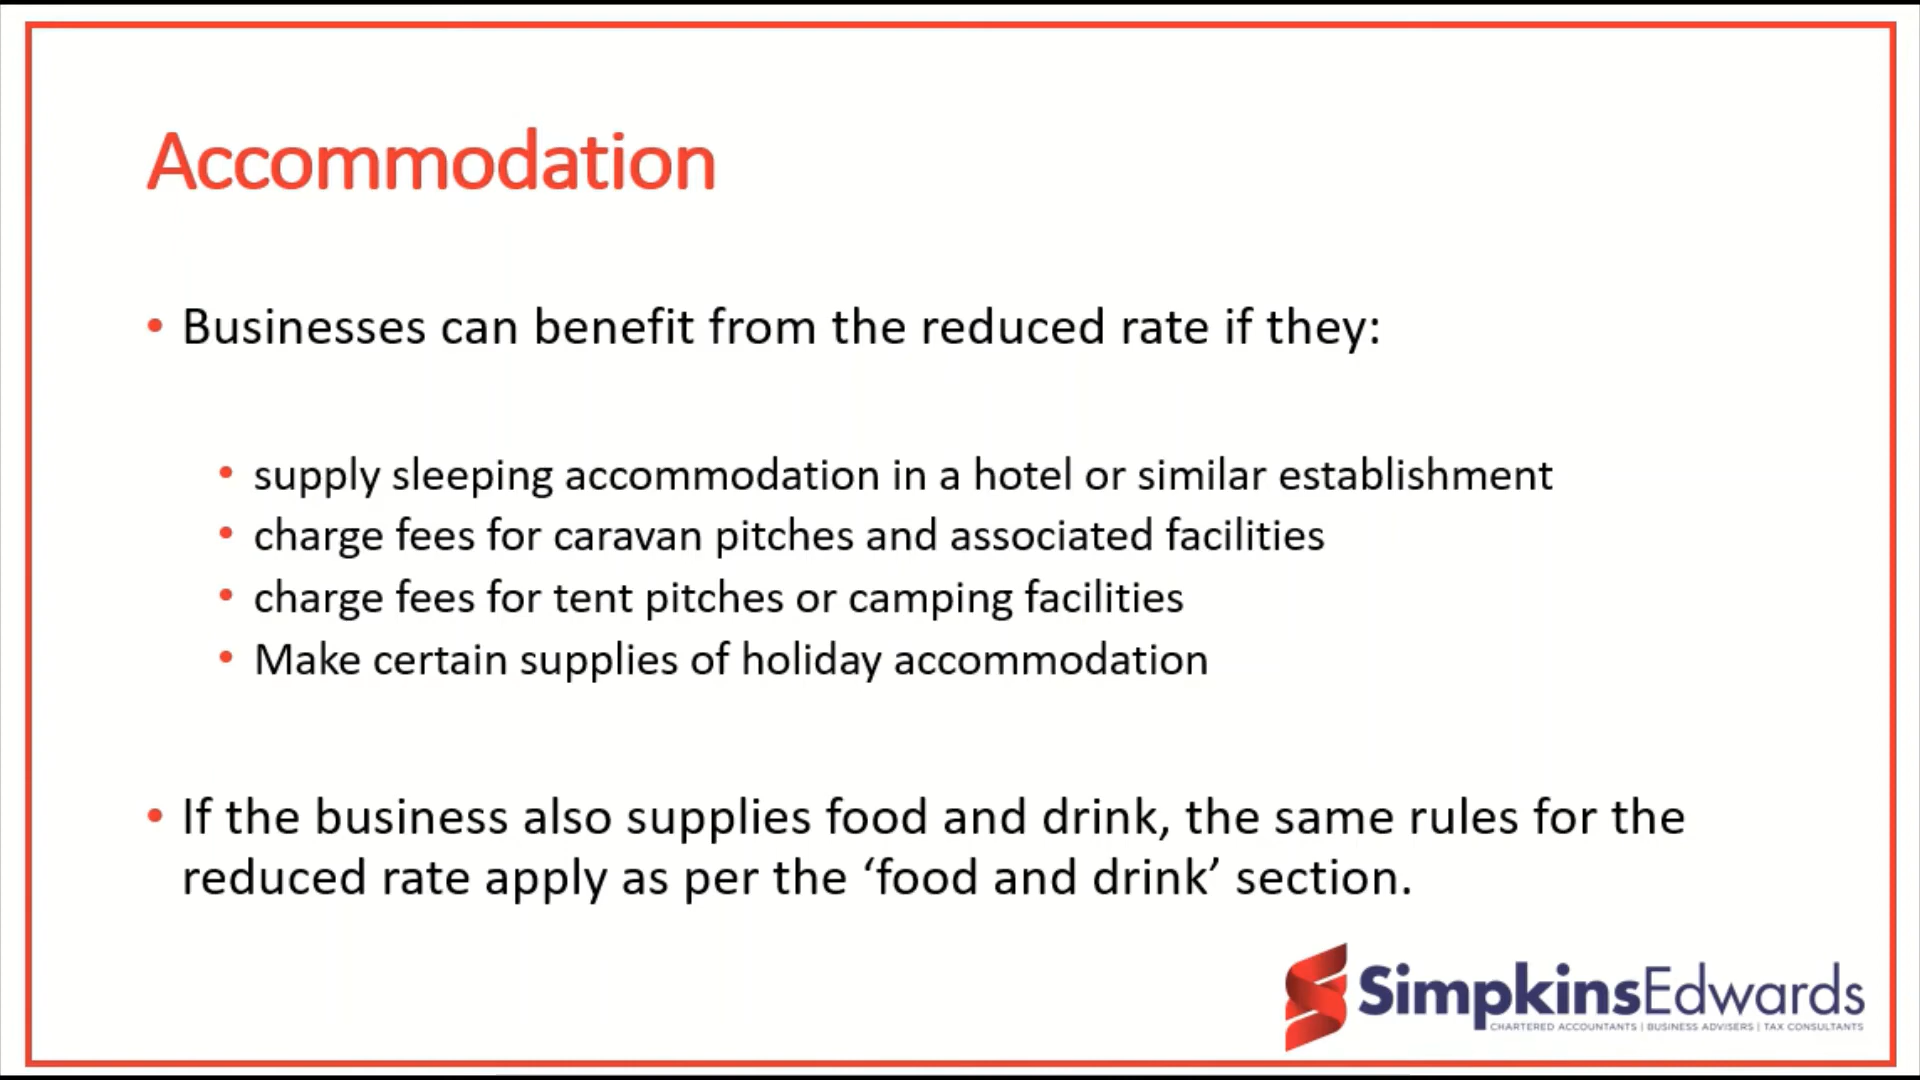 Accommodation
• Businesses can benefit from the reduced rate if they:
• supply sleeping accommodation in a hotel or similar establishment
• charge fees for caravan pitches and associated facilities
• charge fees for tent pitches or camping facilities
• Make certain supplies of holiday accommodation
• If the business also supplies food and drink, the same rules for the
reduced rate apply as per the ‘food and drink’ section.
SimpkinsEdwards
CHARTERED ACCOUNTANTS | BUSINESS ADVISERS | TAX CONSULTANTS